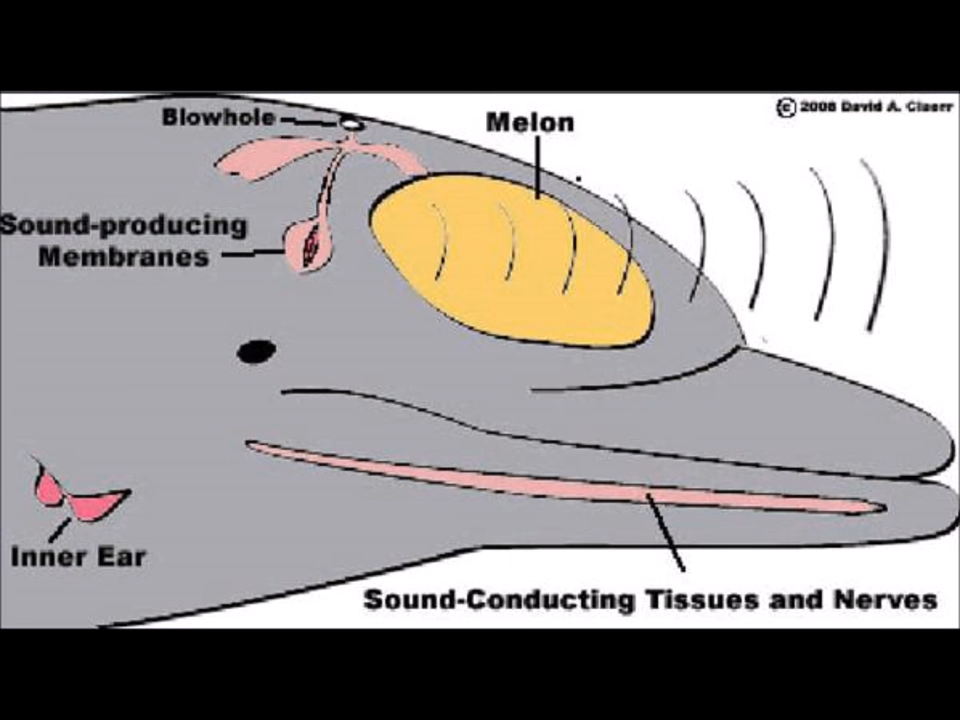 © 2008 David A. Claerr
Blowhole
Melon
Sound-producing
Membranes
Inner Ear
Sound-Conducting Tissues and Nerves